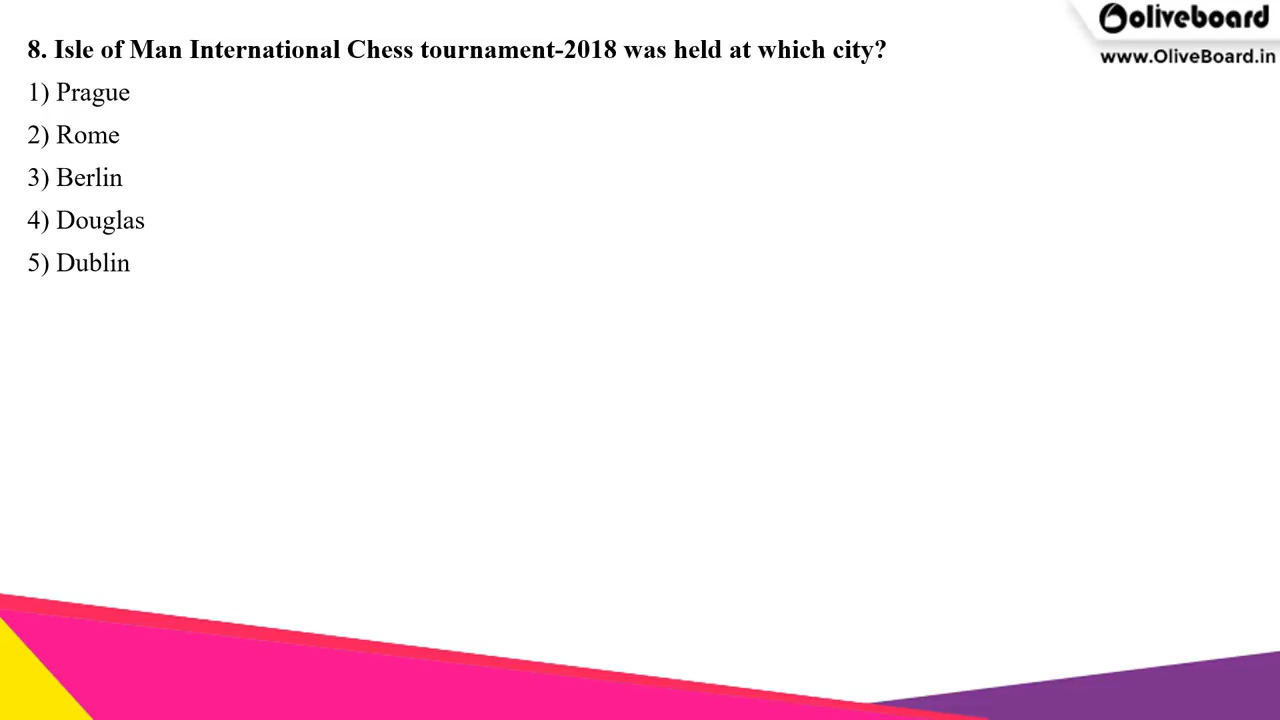 oliveboard
www.OliveBoard.in
8. Isle of Man International Chess tournament-2018 was held at which city?
1) Prague
2) Rome
3) Berlin
4) Douglas
5) Dublin